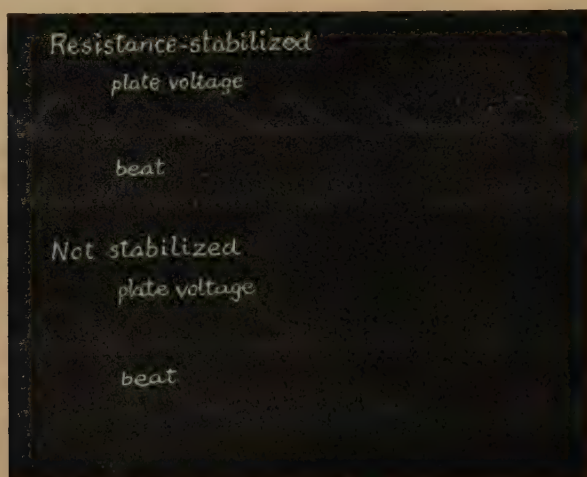 Resistance-stabilized
plate voltage
beat
Not stabilized
plate voltage
beat